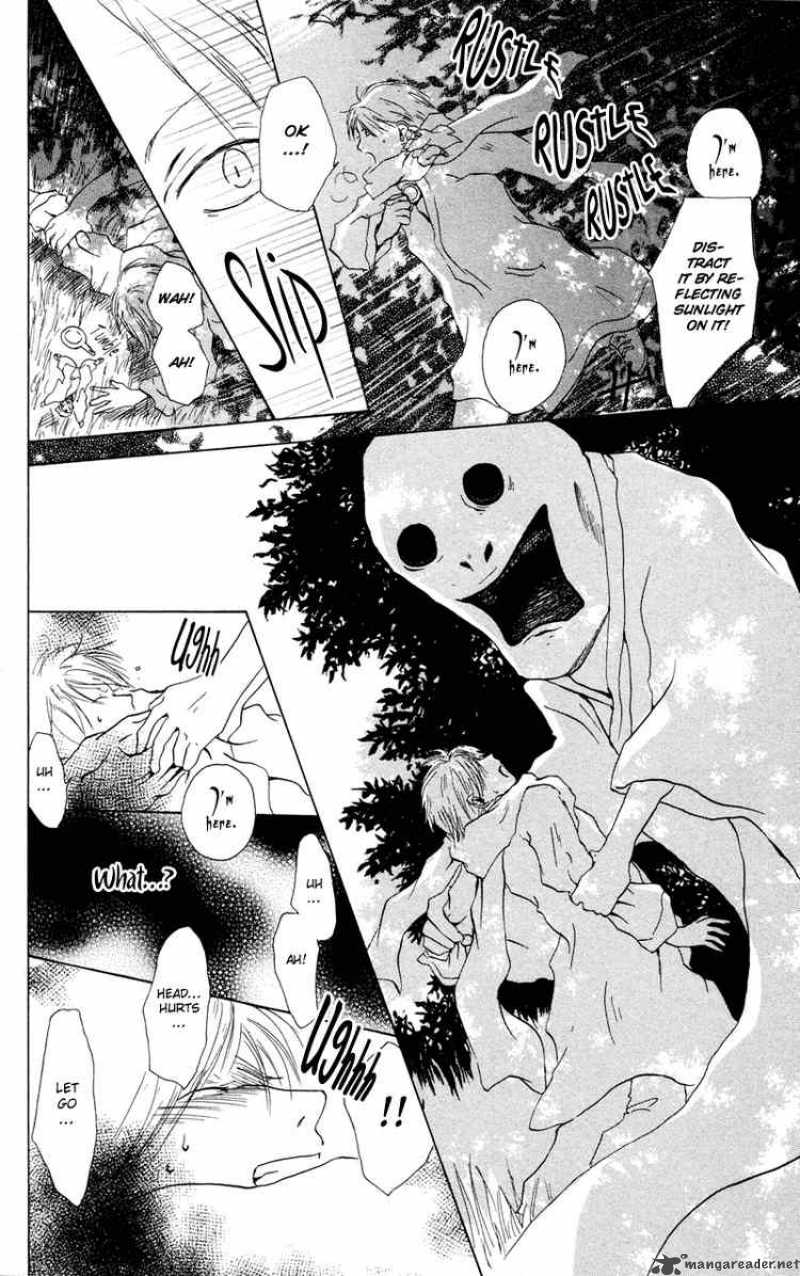 I'm
here.
DIS-
TRACT
IT BY RE-
FLECTING
SUNLIGHT
ON IT!
RUSTLE
RUSTLE
RUSTLE
I'm
here.
OK
...!
Slip
WAH!
AH!
Ughh
UH
...
I'm
here.
What...?
UH
...
AH!
HEAD...
HURTS
...
Ughhh
!!
LET
GO
...
mangareader.net